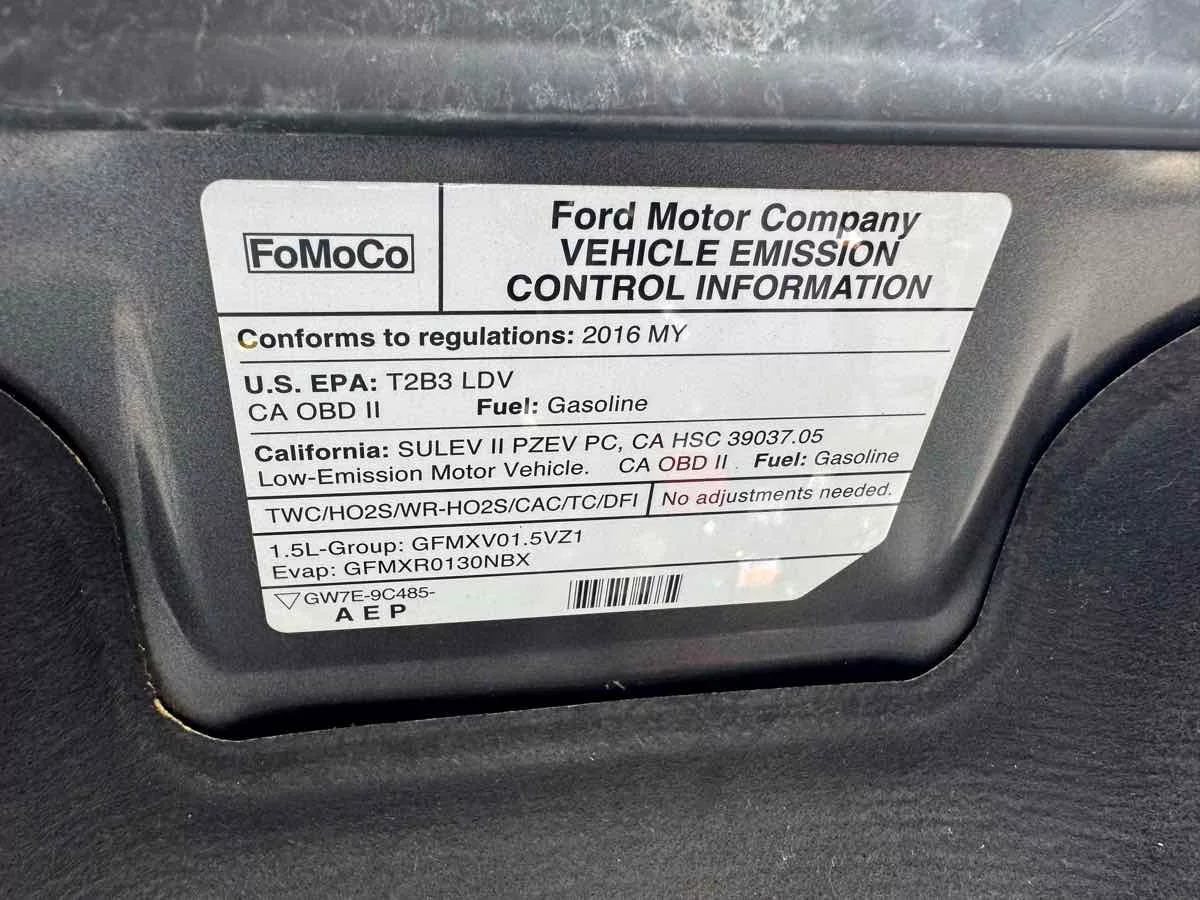 FoMoCo
Ford Motor Company
VEHICLE EMISSION
CONTROL INFORMATION
Conforms to regulations: 2016 MY
U.S. EPA: T2B3 LDV
CA OBD II Fuel: Gasoline
California: SULEV II PZEV PC, CA HSC 39037.05
Low-Emission Motor Vehicle. CA OBD II . Fuel: Gasoline
TWC/HO2S/WR-HO2S/CAC/TC/DFI No adjustments needed.
1.5L-Group: GFMXV01.5VZ1
Evap: GFMXR0130NBX
GW7E-9C485-
A E P